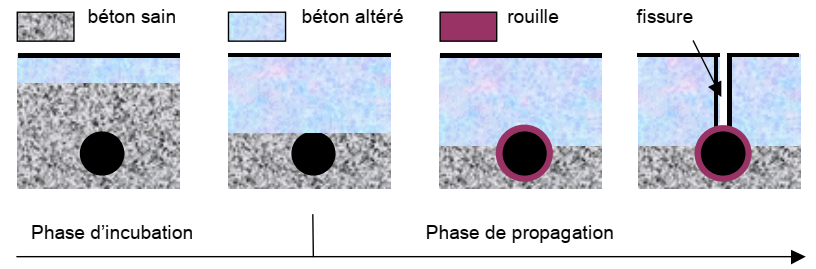 béton sain
béton altéré
rouille
fissure
Phase d'incubation
Phase de propagation